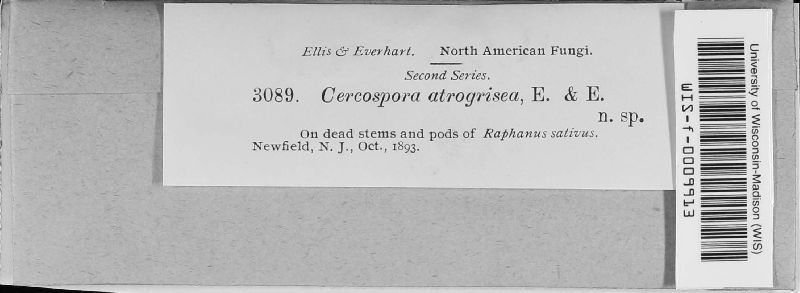 Ellis & Everhart. North American Fungi.
Second Series.
3089. Cercospora atrogrisea, E. & E.
n. sp.
On dead stems and pods of Raphanus sativus.
Newfield, N. J., Oct., 1893.
University of Wisconsin-Madison (WIS)
WIS-f-0009913